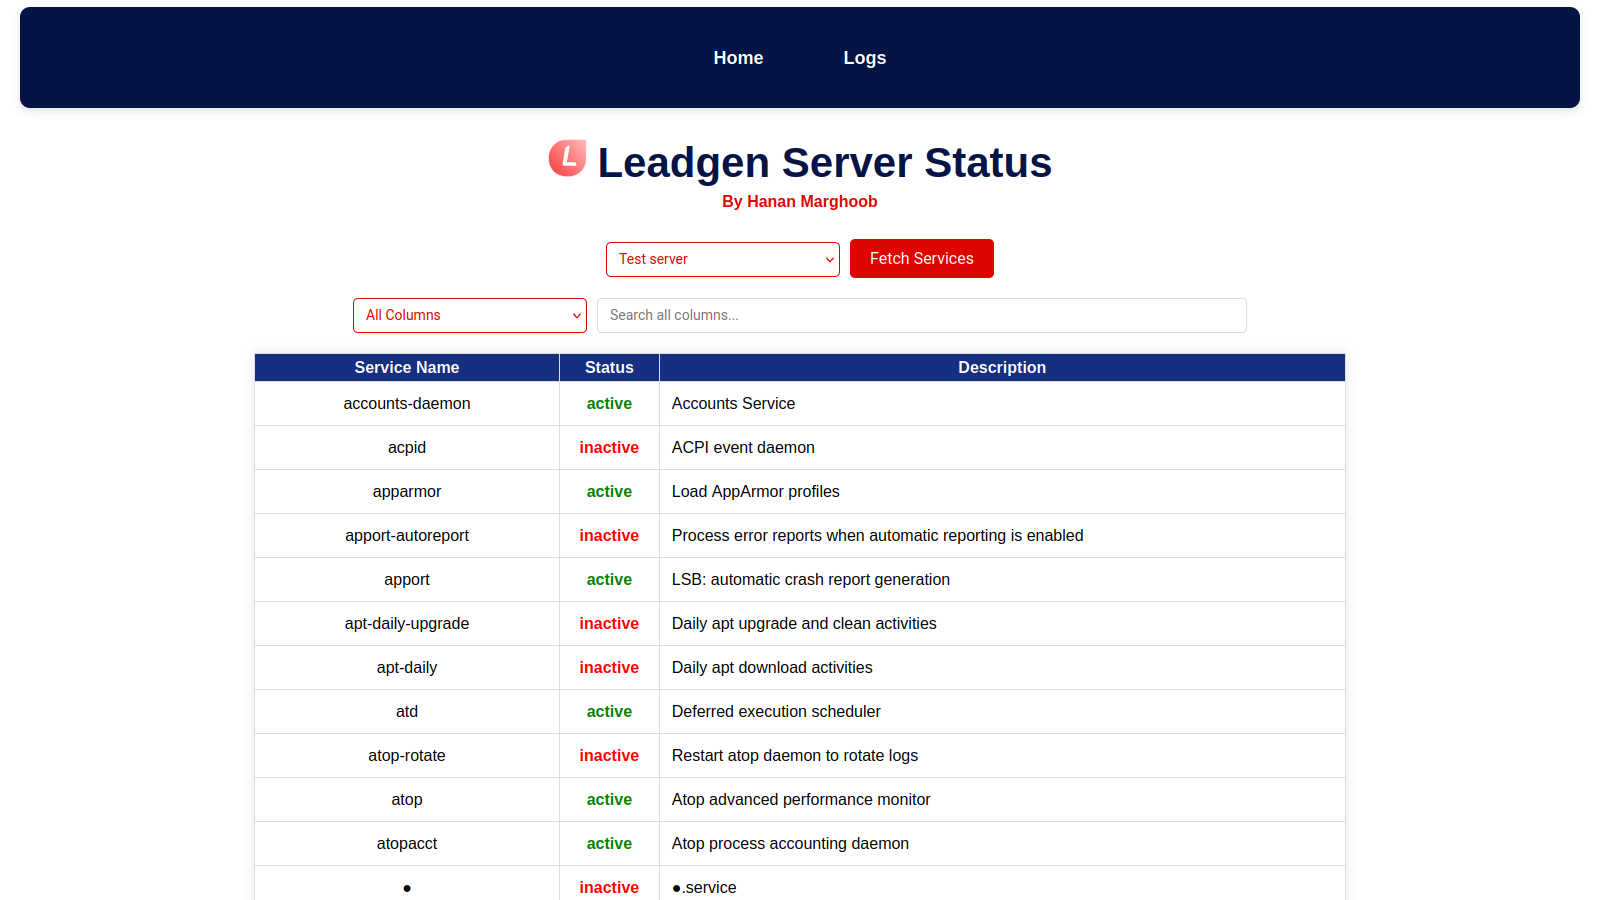 Home Logs
L Leadgen Server Status
By Hanan Marghoob
Test server Fetch Services
All Columns Search all columns...
Service Name Status Description
accounts-daemon active Accounts Service
acpid inactive ACPI event daemon
apparmor active Load AppArmor profiles
apport-autoreport inactive Process error reports when automatic reporting is enabled
apport active LSB: automatic crash report generation
apt-daily-upgrade inactive Daily apt upgrade and clean activities
apt-daily inactive Daily apt download activities
atd active Deferred execution scheduler
atop-rotate inactive Restart atop daemon to rotate logs
atop active Atop advanced performance monitor
atopacct active Atop process accounting daemon
● inactive ●.service